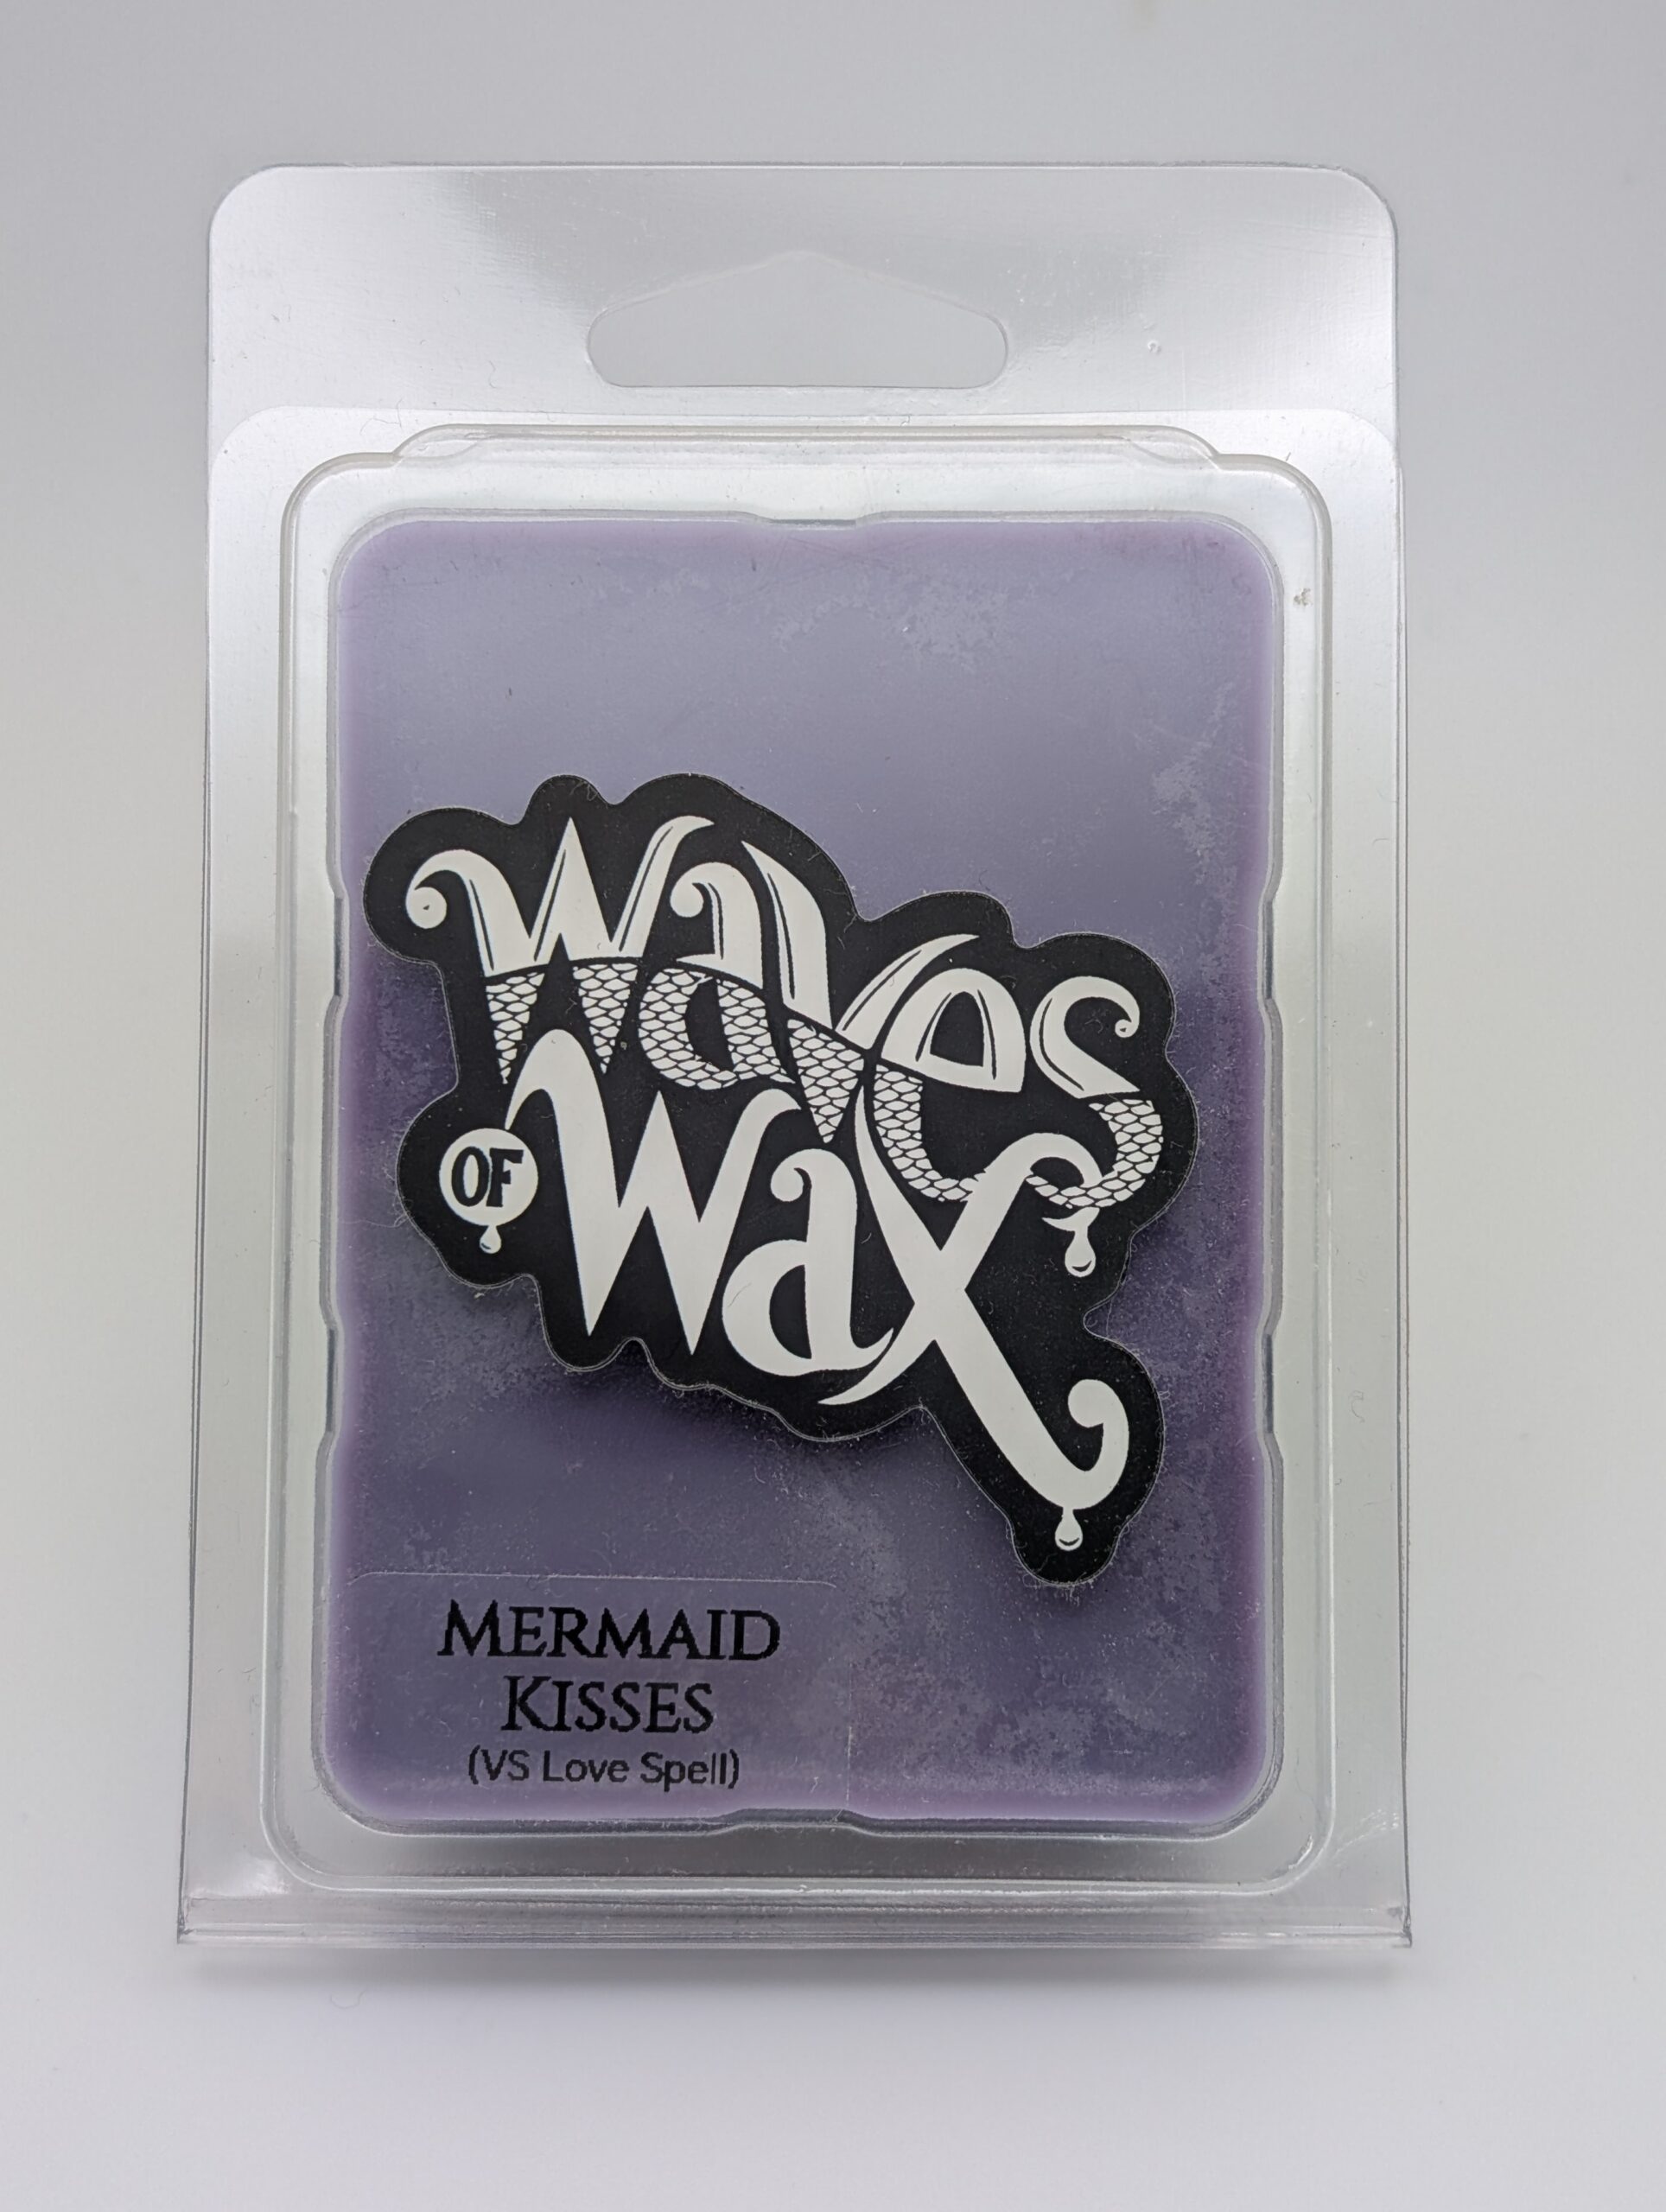 Waves
OF
Wax
MERMAID
KISSES
(VS Love Spell)